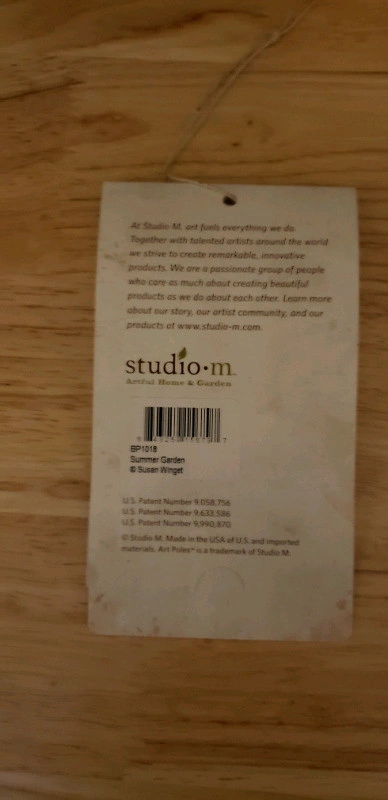 At Studio M, art fuels everything we do.
Together with talented artists around the world
we strive to create remarkable, innovative
products. We are a passionate group of people
who care as much about creating beautiful
products as we do about each other. Learn more
about our story, our artist community, and our
products at www.studio-m.com.
studio·m
Artful Home & Garden
BP1018
Summer Garden
© Susan Winget
U.S. Patent Number 9,058,756
U.S. Patent Number 9,633,586
U.S. Patent Number 9,990,870
© Studio M. Made in the USA of U.S. and imported
materials. Art Poles™ is a trademark of Studio M.